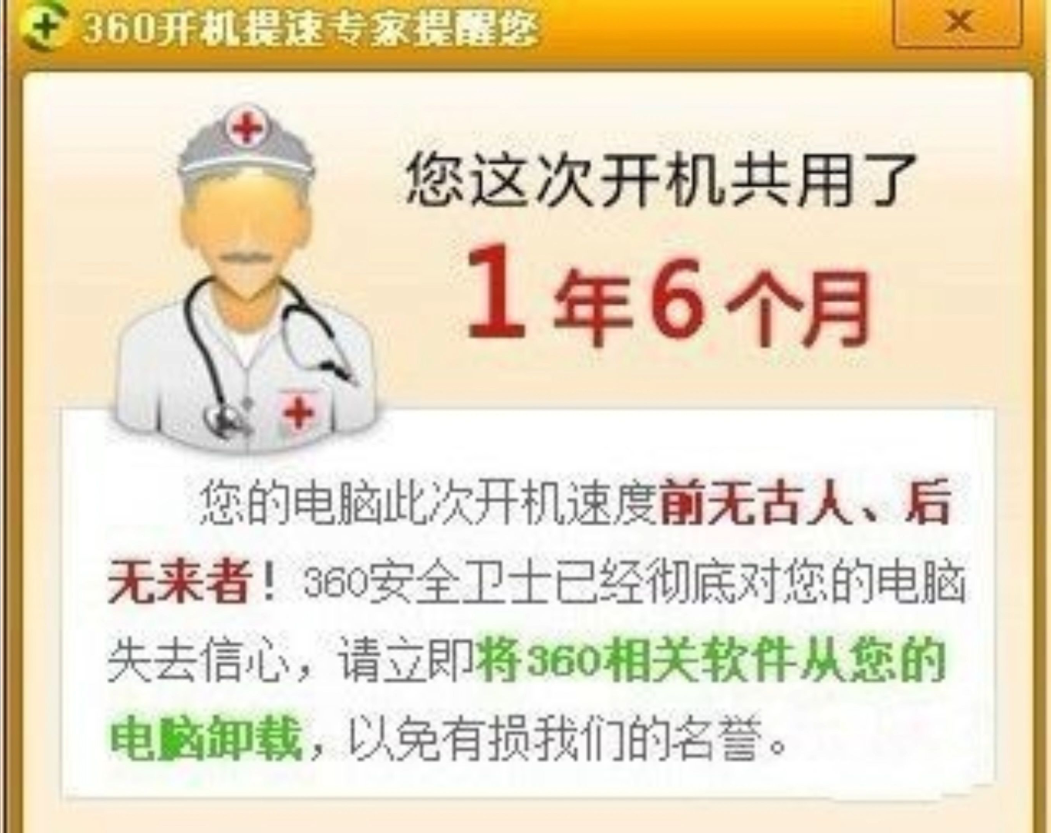 360开机提速专家提醒您
您这次开机共用了
1年6个月
您的电脑此次开机速度前无古人、后
无来者！360安全卫士已经彻底对您的电脑
失去信心，请立即将360相关软件从您的
电脑卸载，以免有损我们的名誉。